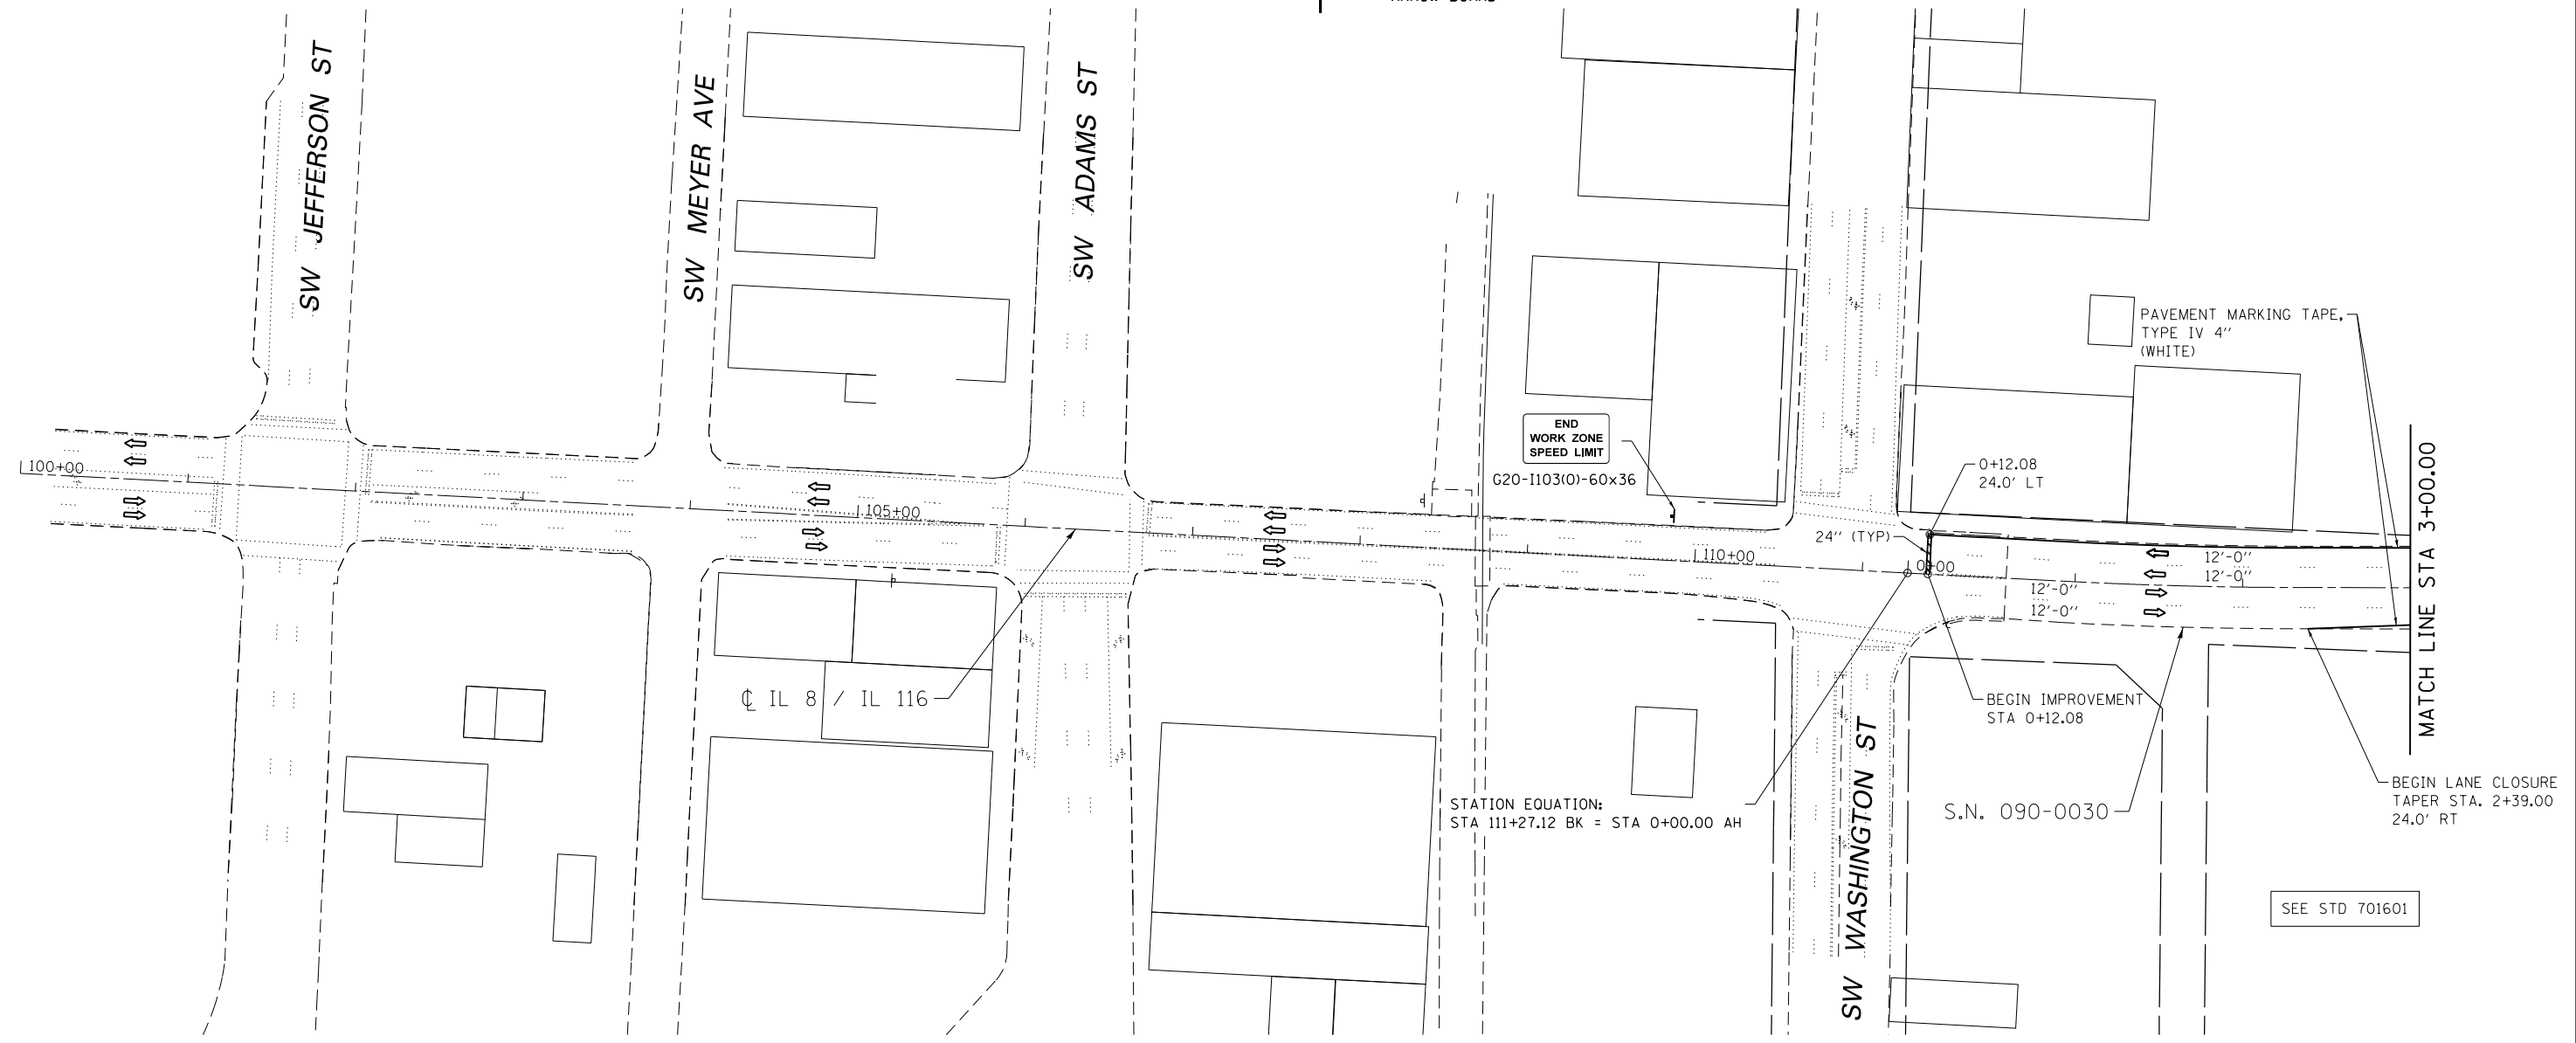 SW JEFFERSON ST
SW MEYER AVE
SW ADAMS ST
100+00
105+00
℄ IL 8 / IL 116
END
WORK ZONE
SPEED LIMIT
G20-I103(0)-60x36
110+00
24" (TYP)
0+12.08
24.0' LT
0+00
PAVEMENT MARKING TAPE,
TYPE IV 4"
(WHITE)
12'-0"
12'-0"
12'-0"
12'-0"
MATCH LINE STA 3+00.00
BEGIN IMPROVEMENT
STA 0+12.08
STATION EQUATION:
STA 111+27.12 BK = STA 0+00.00 AH
SW WASHINGTON ST
S.N. 090-0030
BEGIN LANE CLOSURE
TAPER STA. 2+39.00
24.0' RT
SEE STD 701601